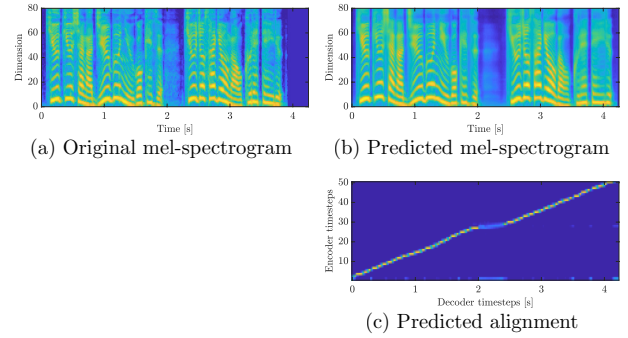 80
60
40
20
0
Dimension
0 1 2 3 4
Time [s]
(a) Original mel-spectrogram
80
60
40
20
0
Dimension
0 1 2 3 4
Time [s]
(b) Predicted mel-spectrogram
50
40
30
20
10
Encoder timesteps
0 1 2 3 4
Decoder timesteps [s]
(c) Predicted alignment